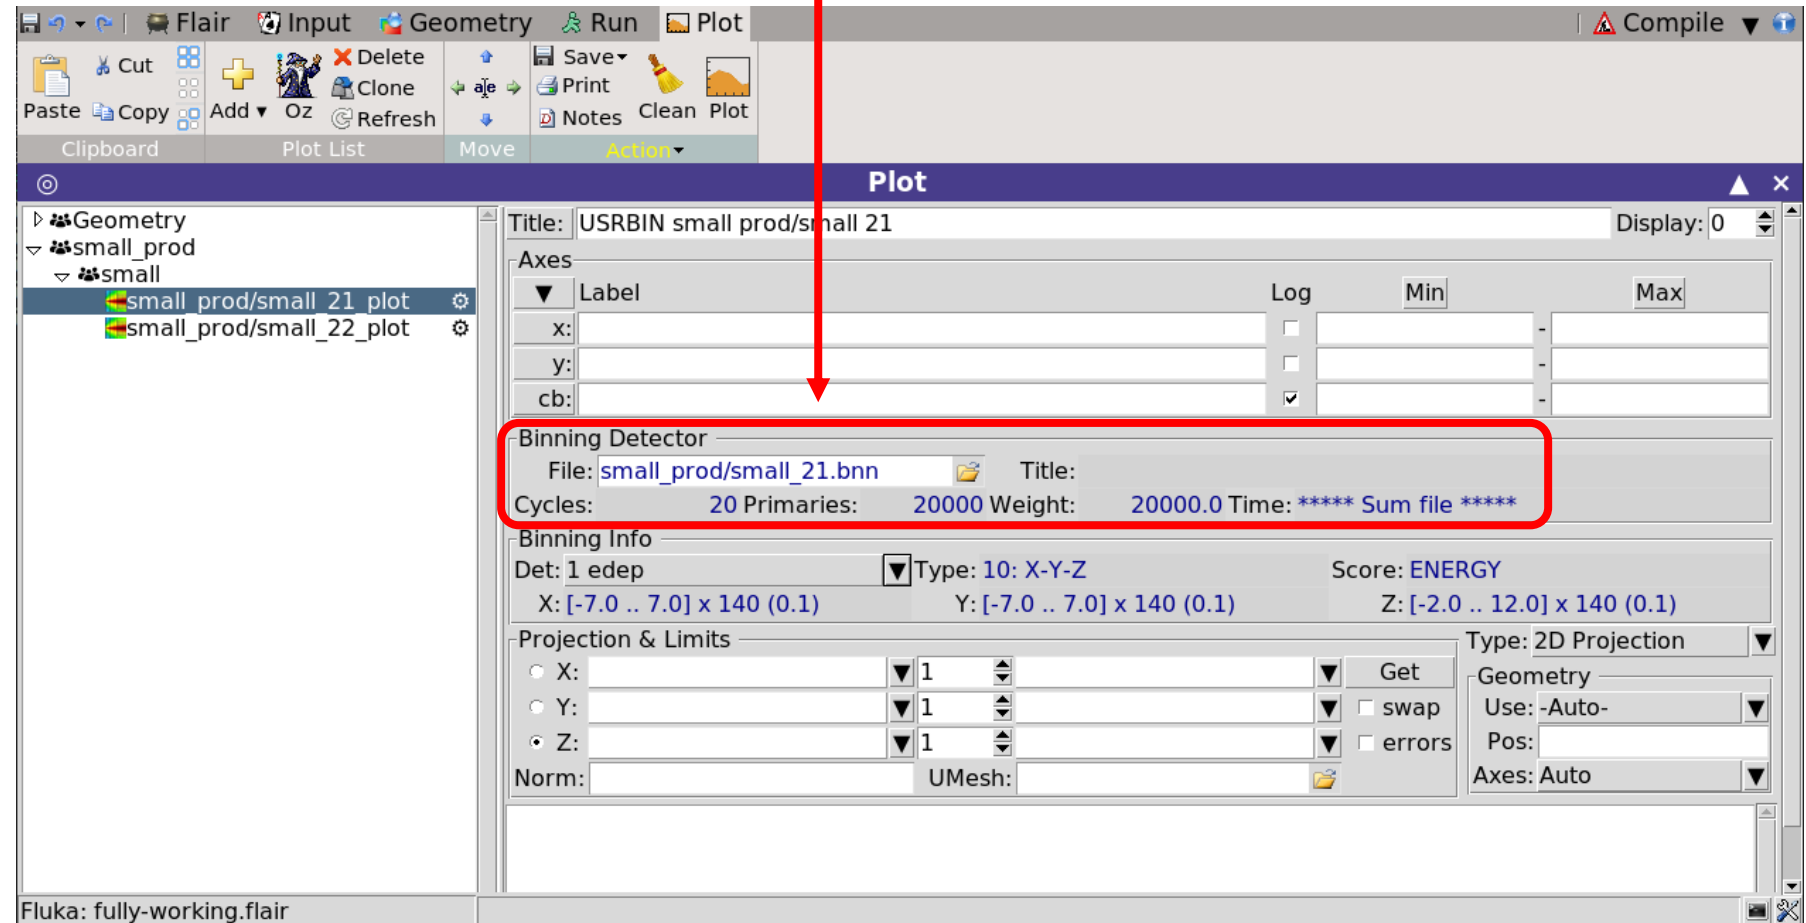 Flair Input Geometry Run Plot Compile
Cut Delete Save
Print
Paste Copy Add Oz Clone Refresh aIe Notes Clean Plot
Clipboard Plot List Move Action
Plot
Geometry
small_prod
small
small_prod/small_21_plot
small_prod/small_22_plot
Title: USRBIN small prod/small 21 Display: 0
Axes
Label Log Min Max
x: -
y: -
cb: -
Binning Detector
File: small_prod/small_21.bnn Title:
Cycles: 20 Primaries: 20000 Weight: 20000.0 Time: ***** Sum file *****
Binning Info
Det: 1 edep Type: 10: X-Y-Z Score: ENERGY
X: [-7.0 .. 7.0] x 140 (0.1) Y: [-7.0 .. 7.0] x 140 (0.1) Z: [-2.0 .. 12.0] x 140 (0.1)
Projection & Limits Type: 2D Projection
X: 1 Get Geometry
Y: 1 swap Use: -Auto-
Z: 1 errors Pos:
Norm: UMesh: Axes: Auto
Fluka: fully-working.flair